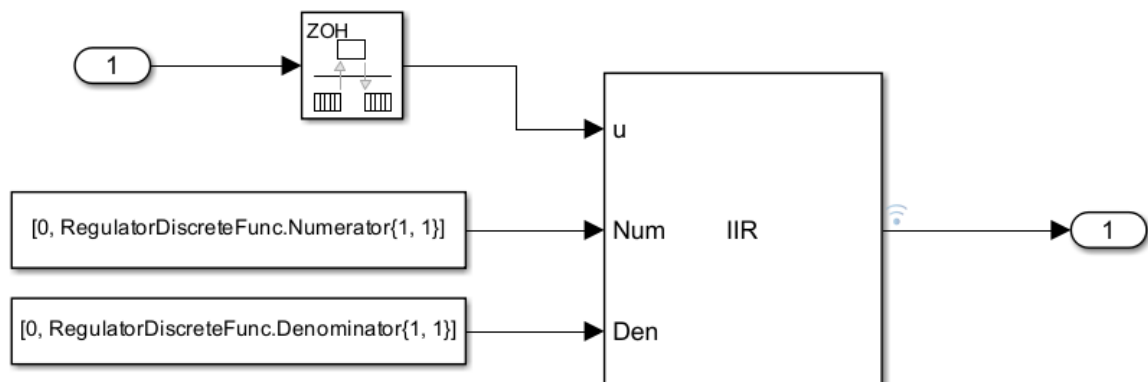 ZOH
1
u
[0, RegulatorDiscreteFunc.Numerator{1, 1}]
Num
IIR
1
[0, RegulatorDiscreteFunc.Denominator{1, 1}]
Den